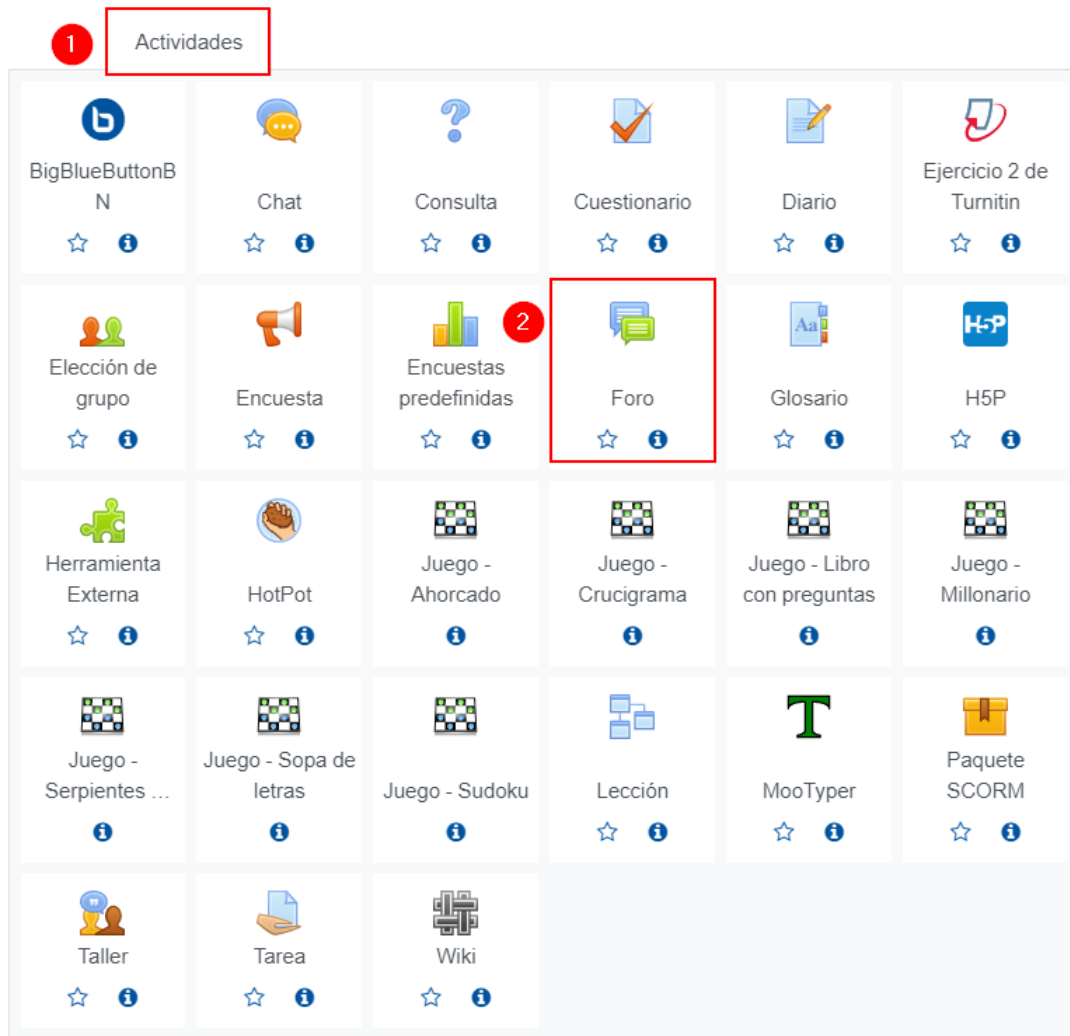 1
Actividades
b
BigBlueButtonB
N
Chat
Consulta
Cuestionario
Diario
Ejercicio 2 de
Turnitin
2
Elección de
grupo
Encuesta
Encuestas
predefinidas
Foro
Aa
Glosario
H5P
H5P
Herramienta
Externa
HotPot
Juego -
Ahorcado
Juego -
Crucigrama
Juego - Libro
con preguntas
Juego -
Millonario
Juego -
Serpientes ...
Juego - Sopa de
letras
Juego - Sudoku
Lección
T
MooTyper
Paquete
SCORM
Taller
Tarea
Wiki